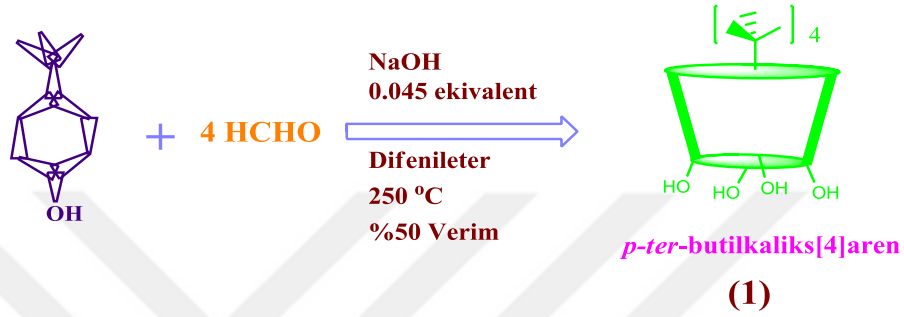 OH
+ 4 HCHO
NaOH
0.045 ekivalent
Difenileter
250 °C
%50 Verim
4
HO HO OH OH
p-ter-butilkaliks[4]aren
(1)